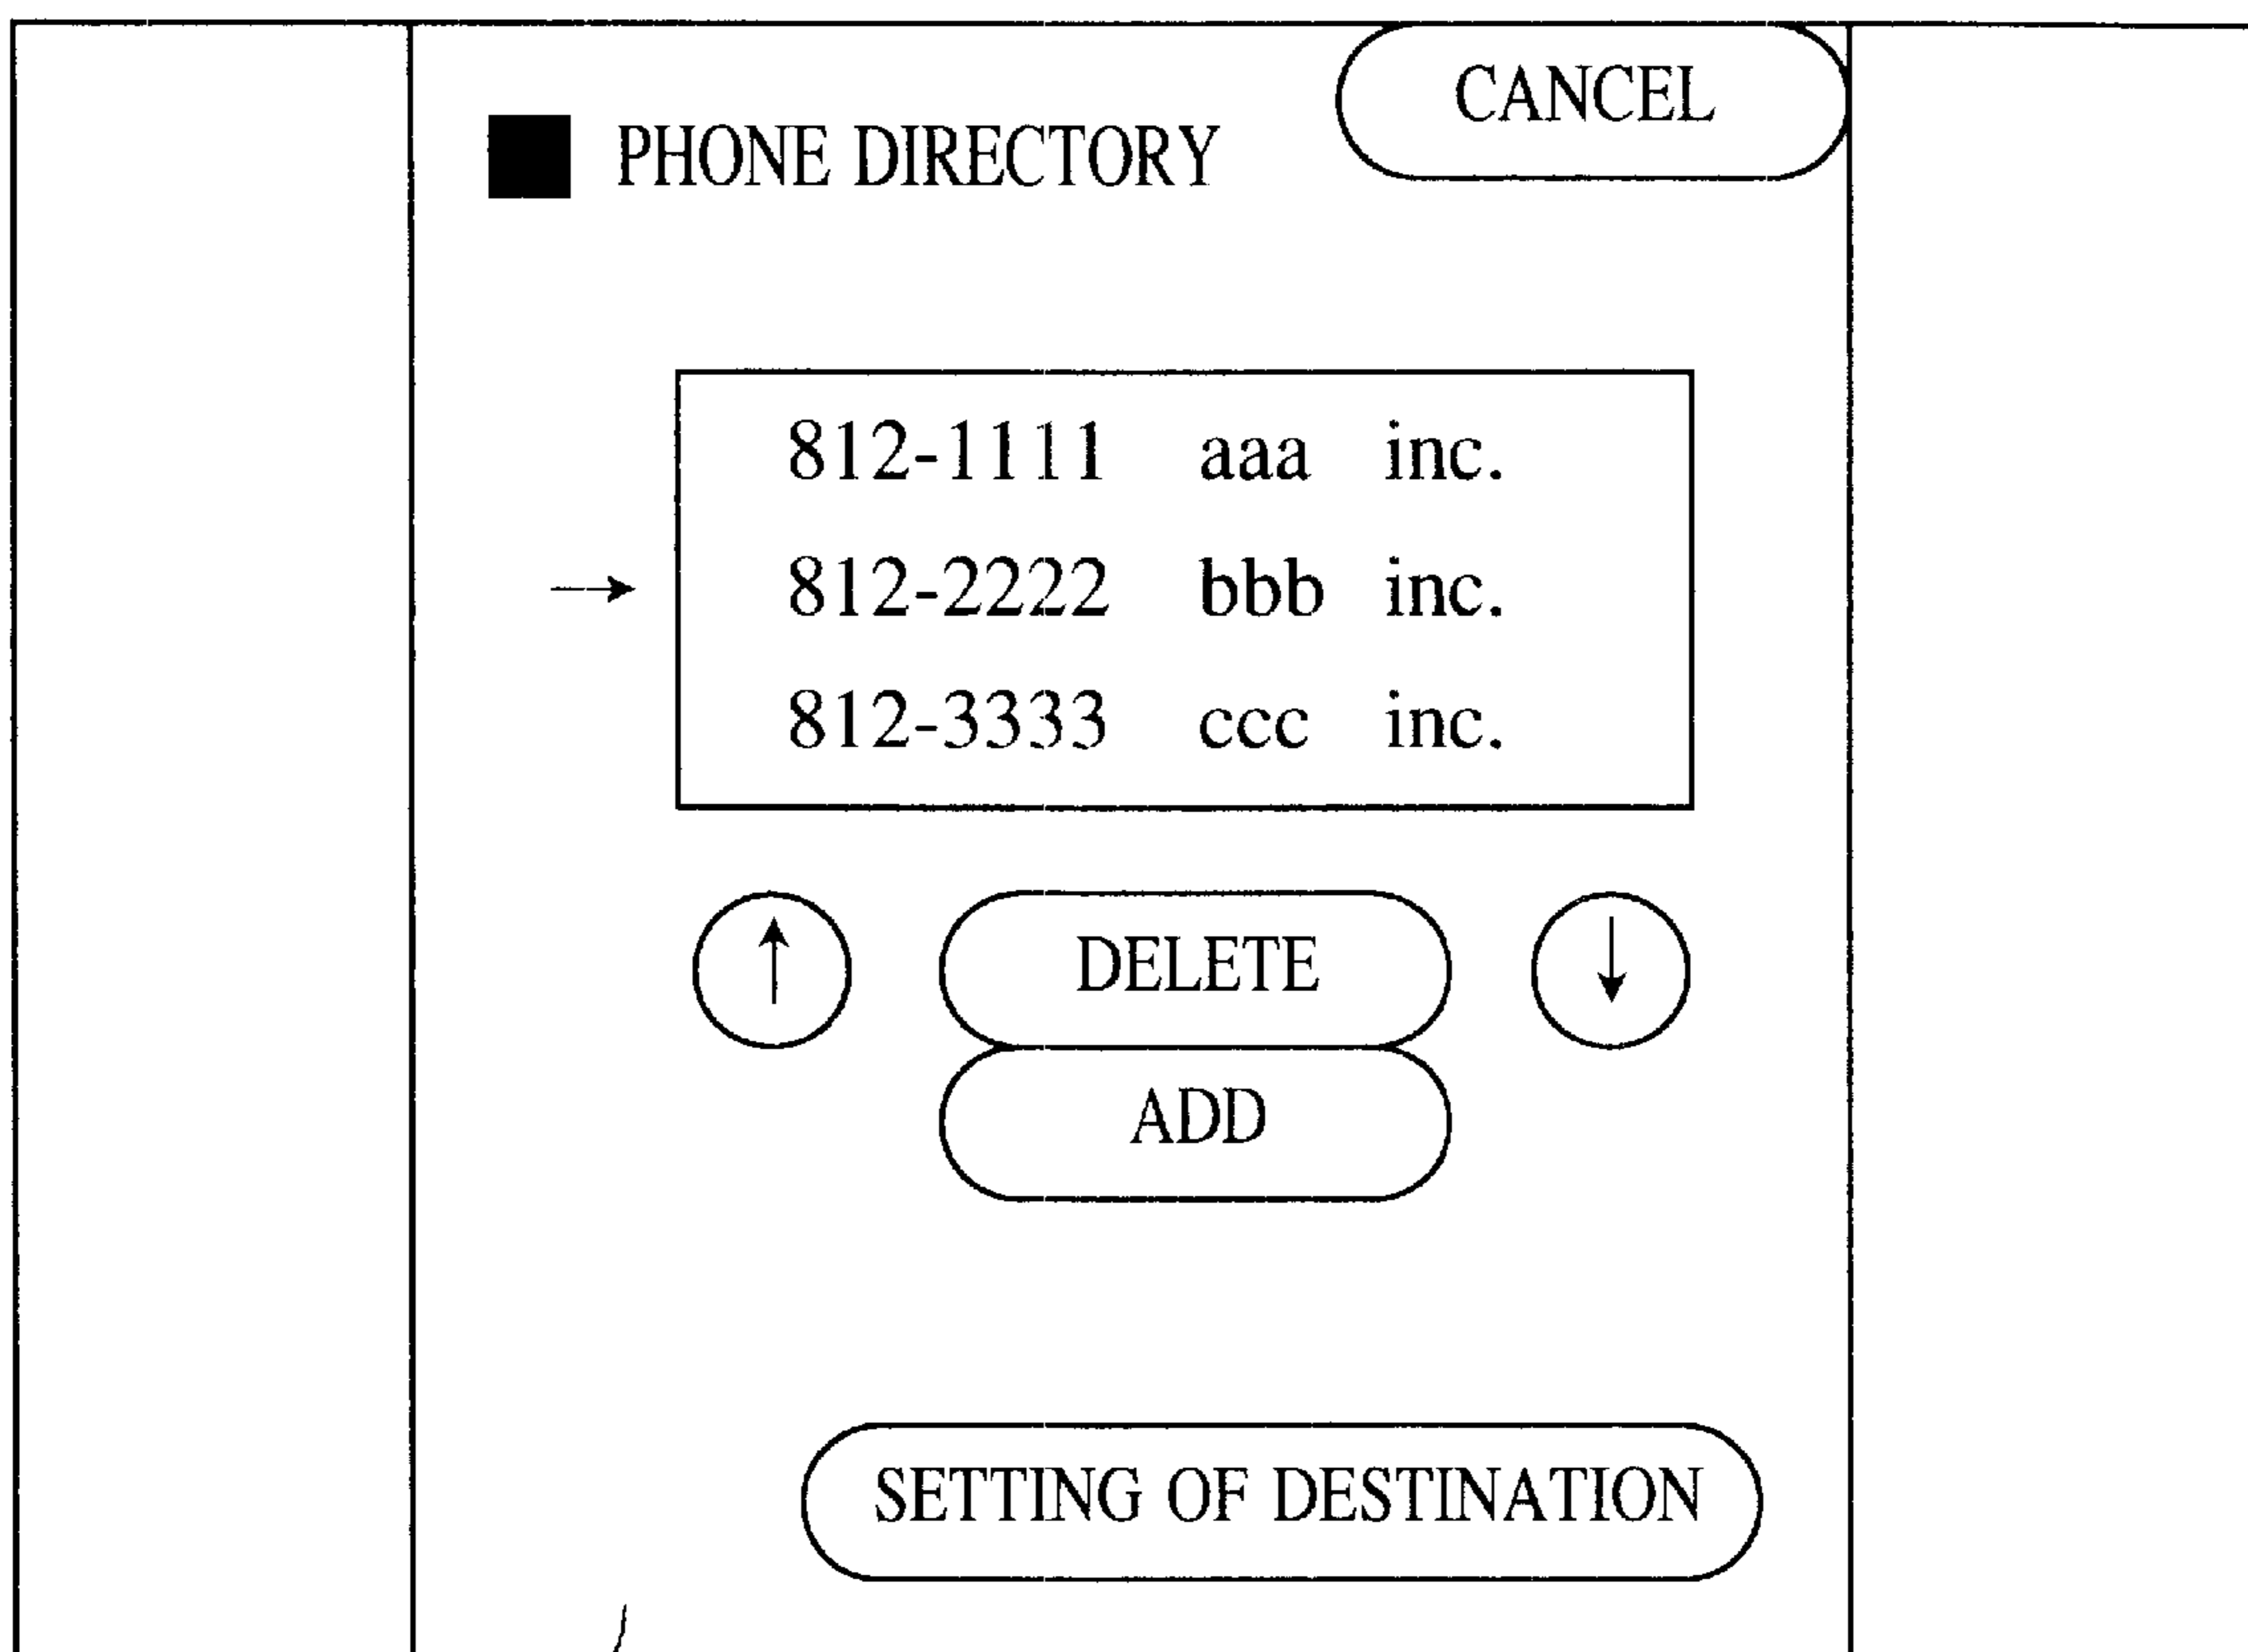 CANCEL
■ PHONE DIRECTORY
812-1111 aaa inc.
→ 812-2222 bbb inc.
812-3333 ccc inc.
↑ DELETE ↓
ADD
SETTING OF DESTINATION